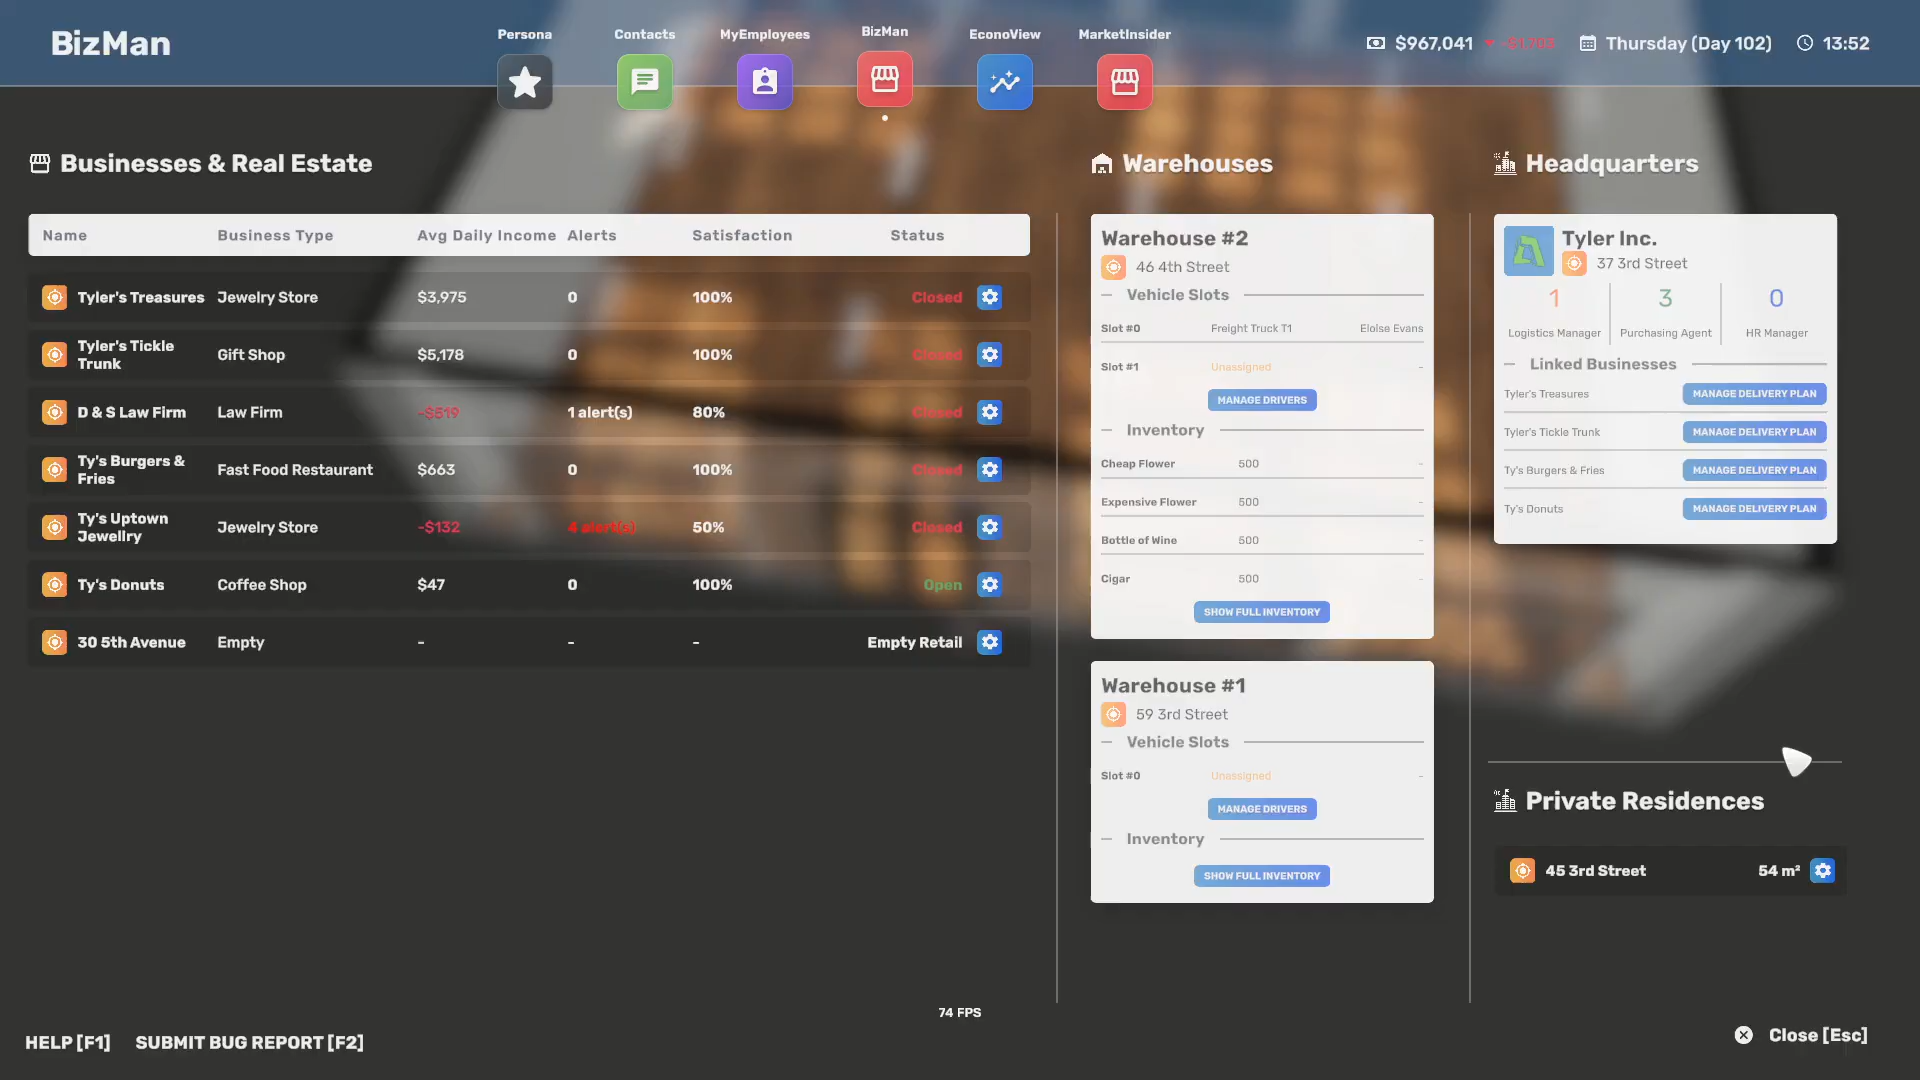 BizMan
Persona
Contacts
MyEmployees
BizMan
EconoView
MarketInsider
$967,041
-$1,703
Thursday (Day 102)
13:52
Businesses & Real Estate
Name Business Type Avg Daily Income Alerts Satisfaction Status
Tyler's Treasures Jewelry Store $3,975 0 100% Closed
Tyler's Tickle
Trunk
Gift Shop $5,178 0 100% Closed
D & S Law Firm Law Firm -$519 1 alert(s) 80% Closed
Ty's Burgers &
Fries
Fast Food Restaurant $663 0 100% Closed
Ty's Uptown
Jewellry
Jewelry Store -$132 4 alert(s) 50% Closed
Ty's Donuts Coffee Shop $47 0 100% Open
30 5th Avenue Empty - - - Empty Retail
Warehouses
Warehouse #2
46 4th Street
Vehicle Slots
Slot #0 Freight Truck T1 Eloise Evans
Slot #1 Unassigned -
MANAGE DRIVERS
Inventory
Cheap Flower 500 -
Expensive Flower 500 -
Bottle of Wine 500 -
Cigar 500 -
SHOW FULL INVENTORY
Warehouse #1
59 3rd Street
Vehicle Slots
Slot #0 Unassigned -
MANAGE DRIVERS
Inventory
SHOW FULL INVENTORY
Headquarters
Tyler Inc.
37 3rd Street
1 3 0
Logistics Manager Purchasing Agent HR Manager
Linked Businesses
Tyler's Treasures MANAGE DELIVERY PLAN
Tyler's Tickle Trunk MANAGE DELIVERY PLAN
Ty's Burgers & Fries MANAGE DELIVERY PLAN
Ty's Donuts MANAGE DELIVERY PLAN
Private Residences
45 3rd Street 54 m²
74 FPS
HELP [F1] SUBMIT BUG REPORT [F2]
Close [Esc]